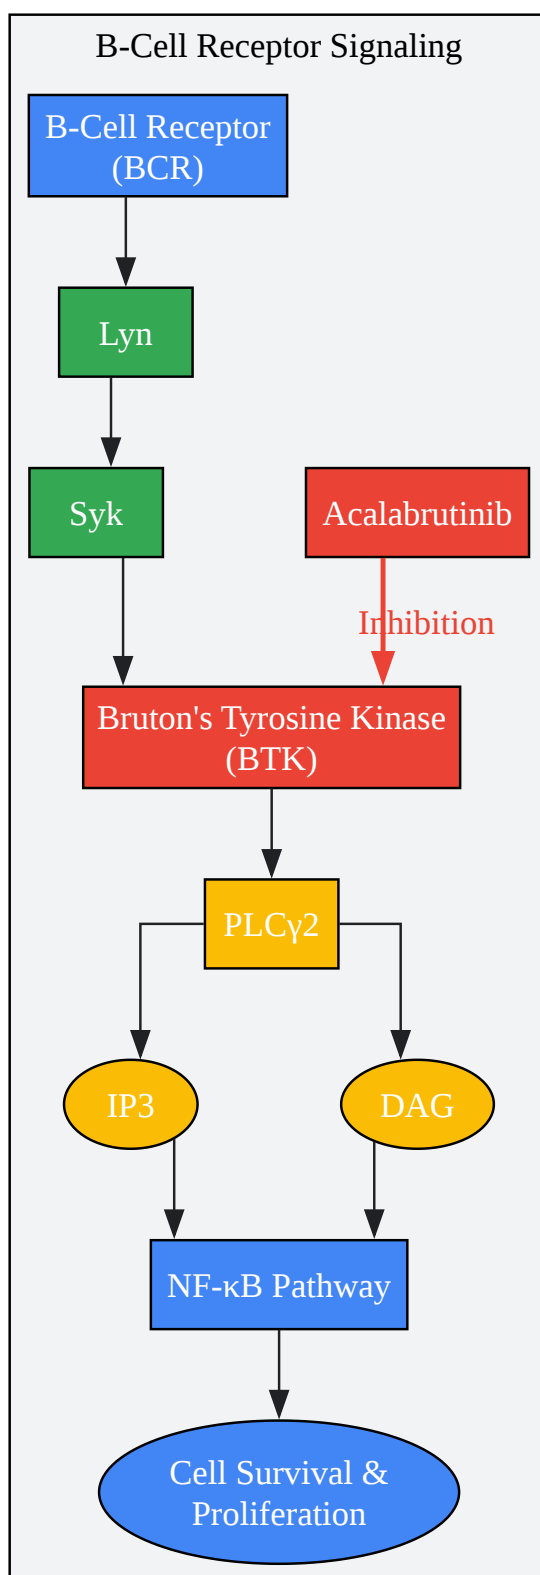 B-Cell Receptor Signaling
B-Cell Receptor
(BCR)
Lyn
Syk
Acalabrutinib
Inhibition
Bruton's Tyrosine Kinase
(BTK)
PLCγ2
IP3
DAG
NF-κB Pathway
Cell Survival &
Proliferation